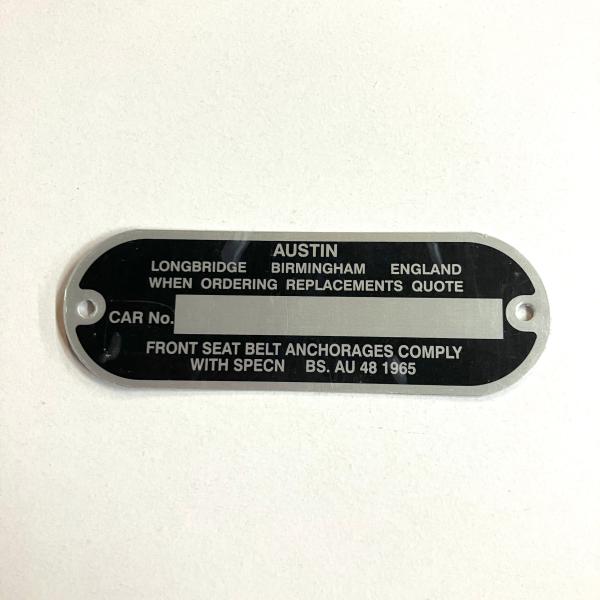 AUSTIN
LONGBRIDGE BIRMINGHAM ENGLAND
WHEN ORDERING REPLACEMENTS QUOTE
CAR No.
FRONT SEAT BELT ANCHORAGES COMPLY
WITH SPECN BS. AU 48 1965